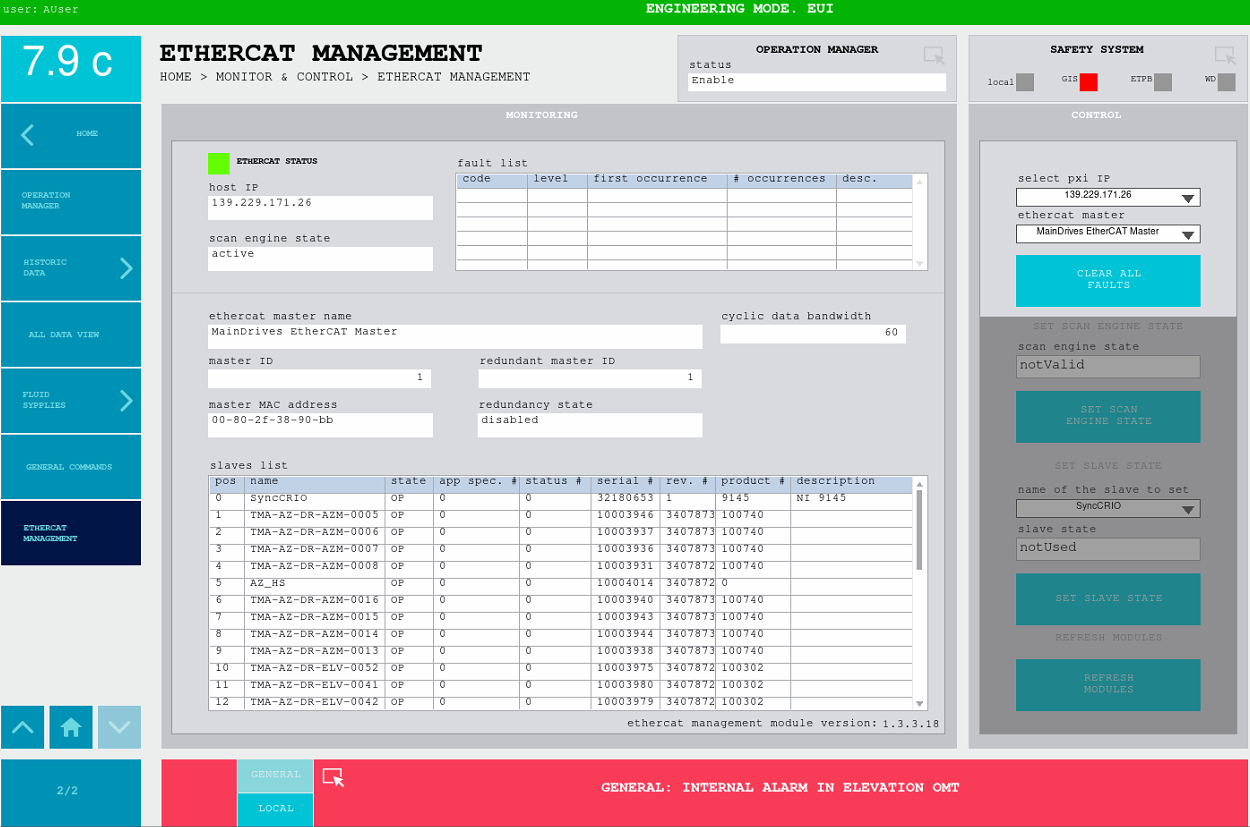 user: AUser
ENGINEERING MODE. EUI
7.9 c
ETHERCAT MANAGEMENT
HOME > MONITOR & CONTROL > ETHERCAT MANAGEMENT
OPERATION MANAGER
status
Enable
SAFETY SYSTEM
local
GIS
ETPB
WD
HOME
OPERATION
MANAGER
HISTORIC
DATA
ALL DATA VIEW
FLUID
SYPPLIES
GENERAL COMMANDS
ETHERCAT
MANAGEMENT
2/2
MONITORING
ETHERCAT STATUS
host IP
139.229.171.26
scan engine state
active
fault list
code level first occurrence # occurrences desc.
ethercat master name
MainDrives EtherCAT Master
cyclic data bandwidth
60
master ID
1
redundant master ID
1
master MAC address
00-80-2f-38-90-bb
redundancy state
disabled
slaves list
pos name state app spec. # status # serial # rev. # product # description
0 SyncCRIO OP 0 0 32180653 1 9145 NI 9145
1 TMA-AZ-DR-AZM-0005 OP 0 0 10003946 3407873 100740
2 TMA-AZ-DR-AZM-0006 OP 0 0 10003937 3407873 100740
3 TMA-AZ-DR-AZM-0007 OP 0 0 10003936 3407873 100740
4 TMA-AZ-DR-AZM-0008 OP 0 0 10003931 3407872 100740
5 AZ_HS OP 0 0 10004014 3407872 0
6 TMA-AZ-DR-AZM-0016 OP 0 0 10003940 3407873 100740
7 TMA-AZ-DR-AZM-0015 OP 0 0 10003943 3407873 100740
8 TMA-AZ-DR-AZM-0014 OP 0 0 10003944 3407873 100740
9 TMA-AZ-DR-AZM-0013 OP 0 0 10003938 3407873 100740
10 TMA-AZ-DR-ELV-0052 OP 0 0 10003975 3407872 100302
11 TMA-AZ-DR-ELV-0041 OP 0 0 10003980 3407872 100302
12 TMA-AZ-DR-ELV-0042 OP 0 0 10003979 3407872 100302
ethercat management module version: 1.3.3.18
CONTROL
select pxi IP
139.229.171.26
ethercat master
MainDrives EtherCAT Master
CLEAR ALL
FAULTS
SET SCAN ENGINE STATE
scan engine state
notValid
SET SCAN
ENGINE STATE
SET SLAVE STATE
name of the slave to set
SyncCRIO
slave state
notUsed
SET SLAVE STATE
REFRESH MODULES
REFRESH
MODULES
GENERAL
LOCAL
GENERAL: INTERNAL ALARM IN ELEVATION OMT